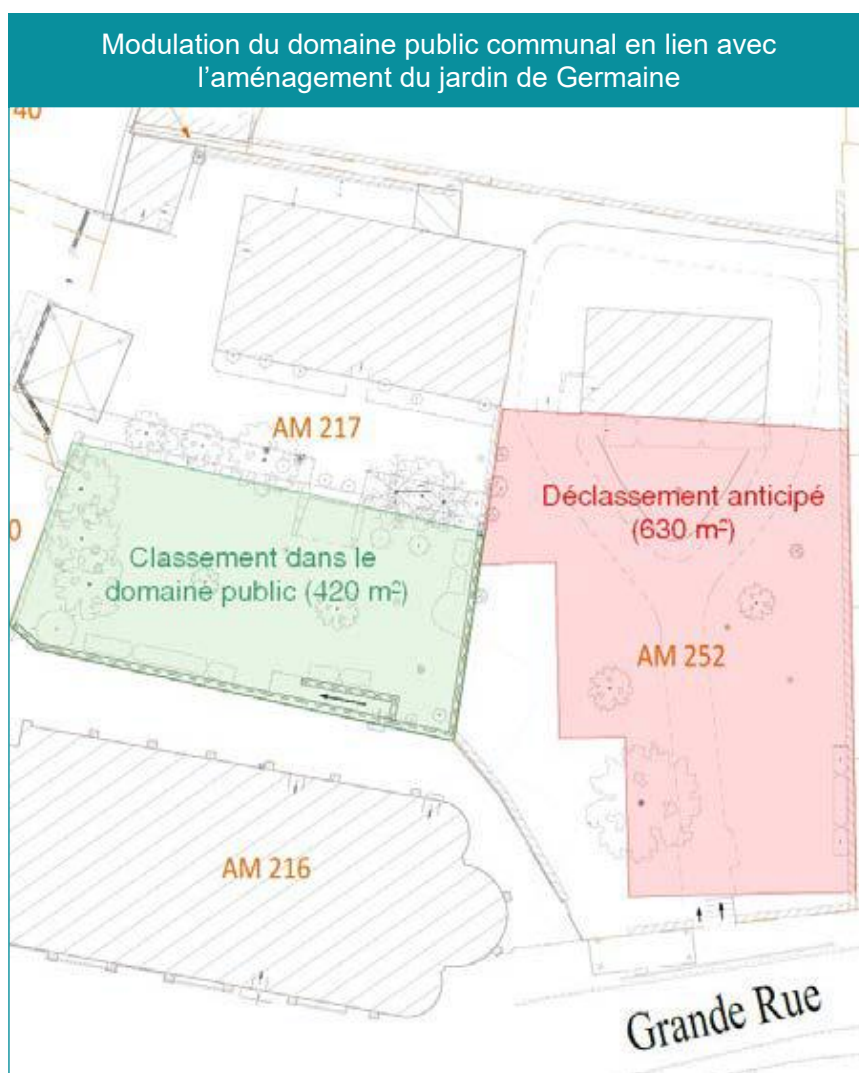 Modulation du domaine public communal en lien avec
l’aménagement du jardin de Germaine
40
AM 217
Déclassement anticipé
(630 m²)
0
Classement dans le
domaine public (420 m²)
AM 252
AM 216
Grande Rue